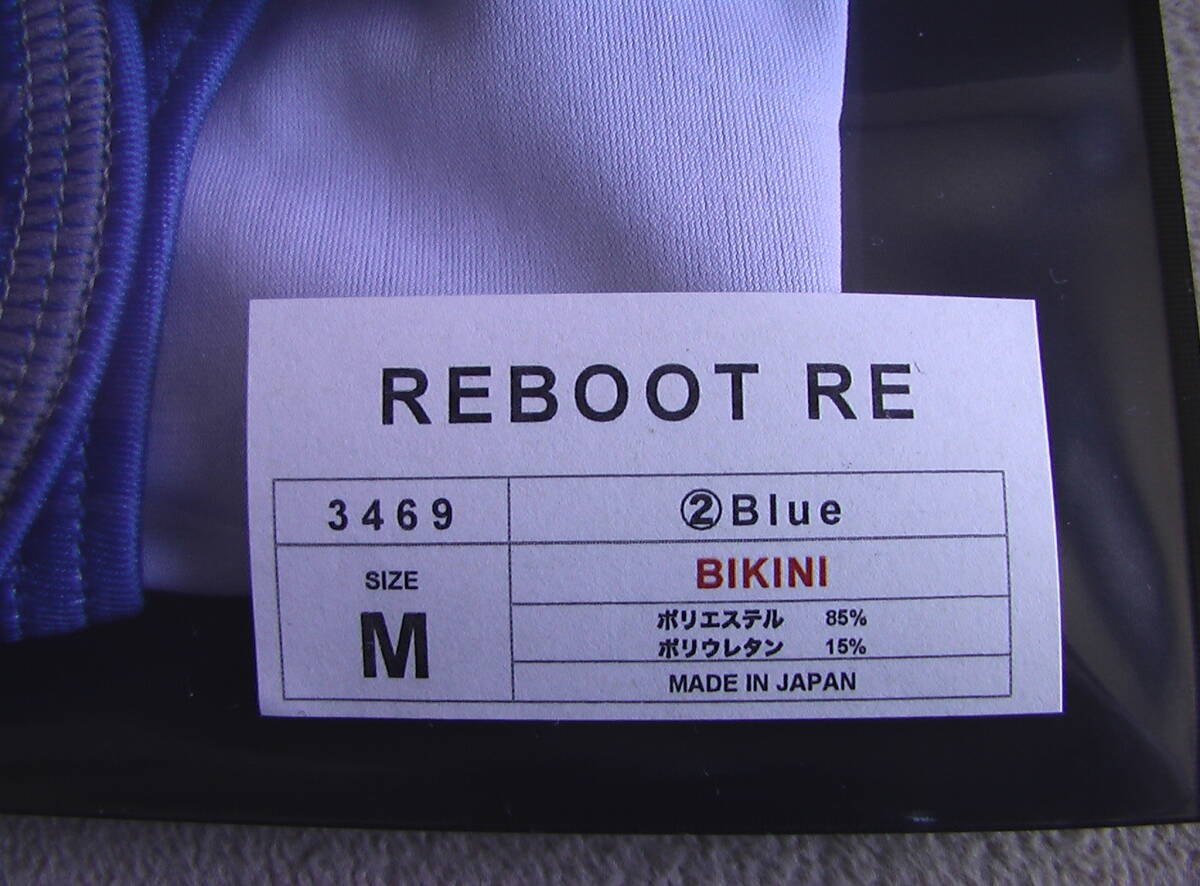 REBOOT RE
3469
②Blue
SIZE
M
BIKINI
ポリエステル 85%
ポリウレタン 15%
MADE IN JAPAN